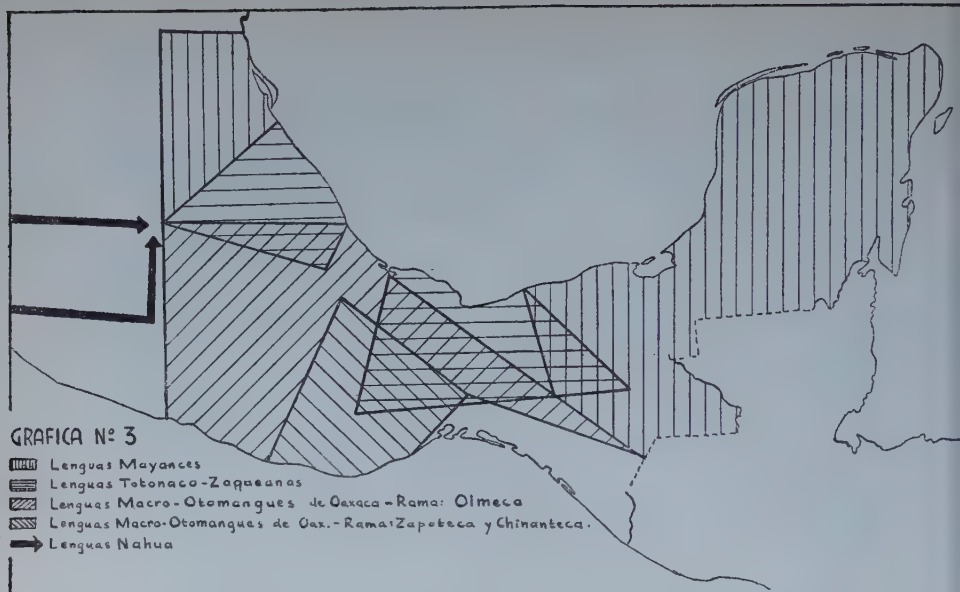 GRAFICA Nº 3
Lenguas Mayances
Lenguas Totonaco-Zoqueanas
Lenguas Macro-Otomangues de Oaxaca-Rama: Olmeca
Lenguas Macro-Otomangues de Oax.-Rama: Zapoteca y Chinanteca.
Lenguas Nahua